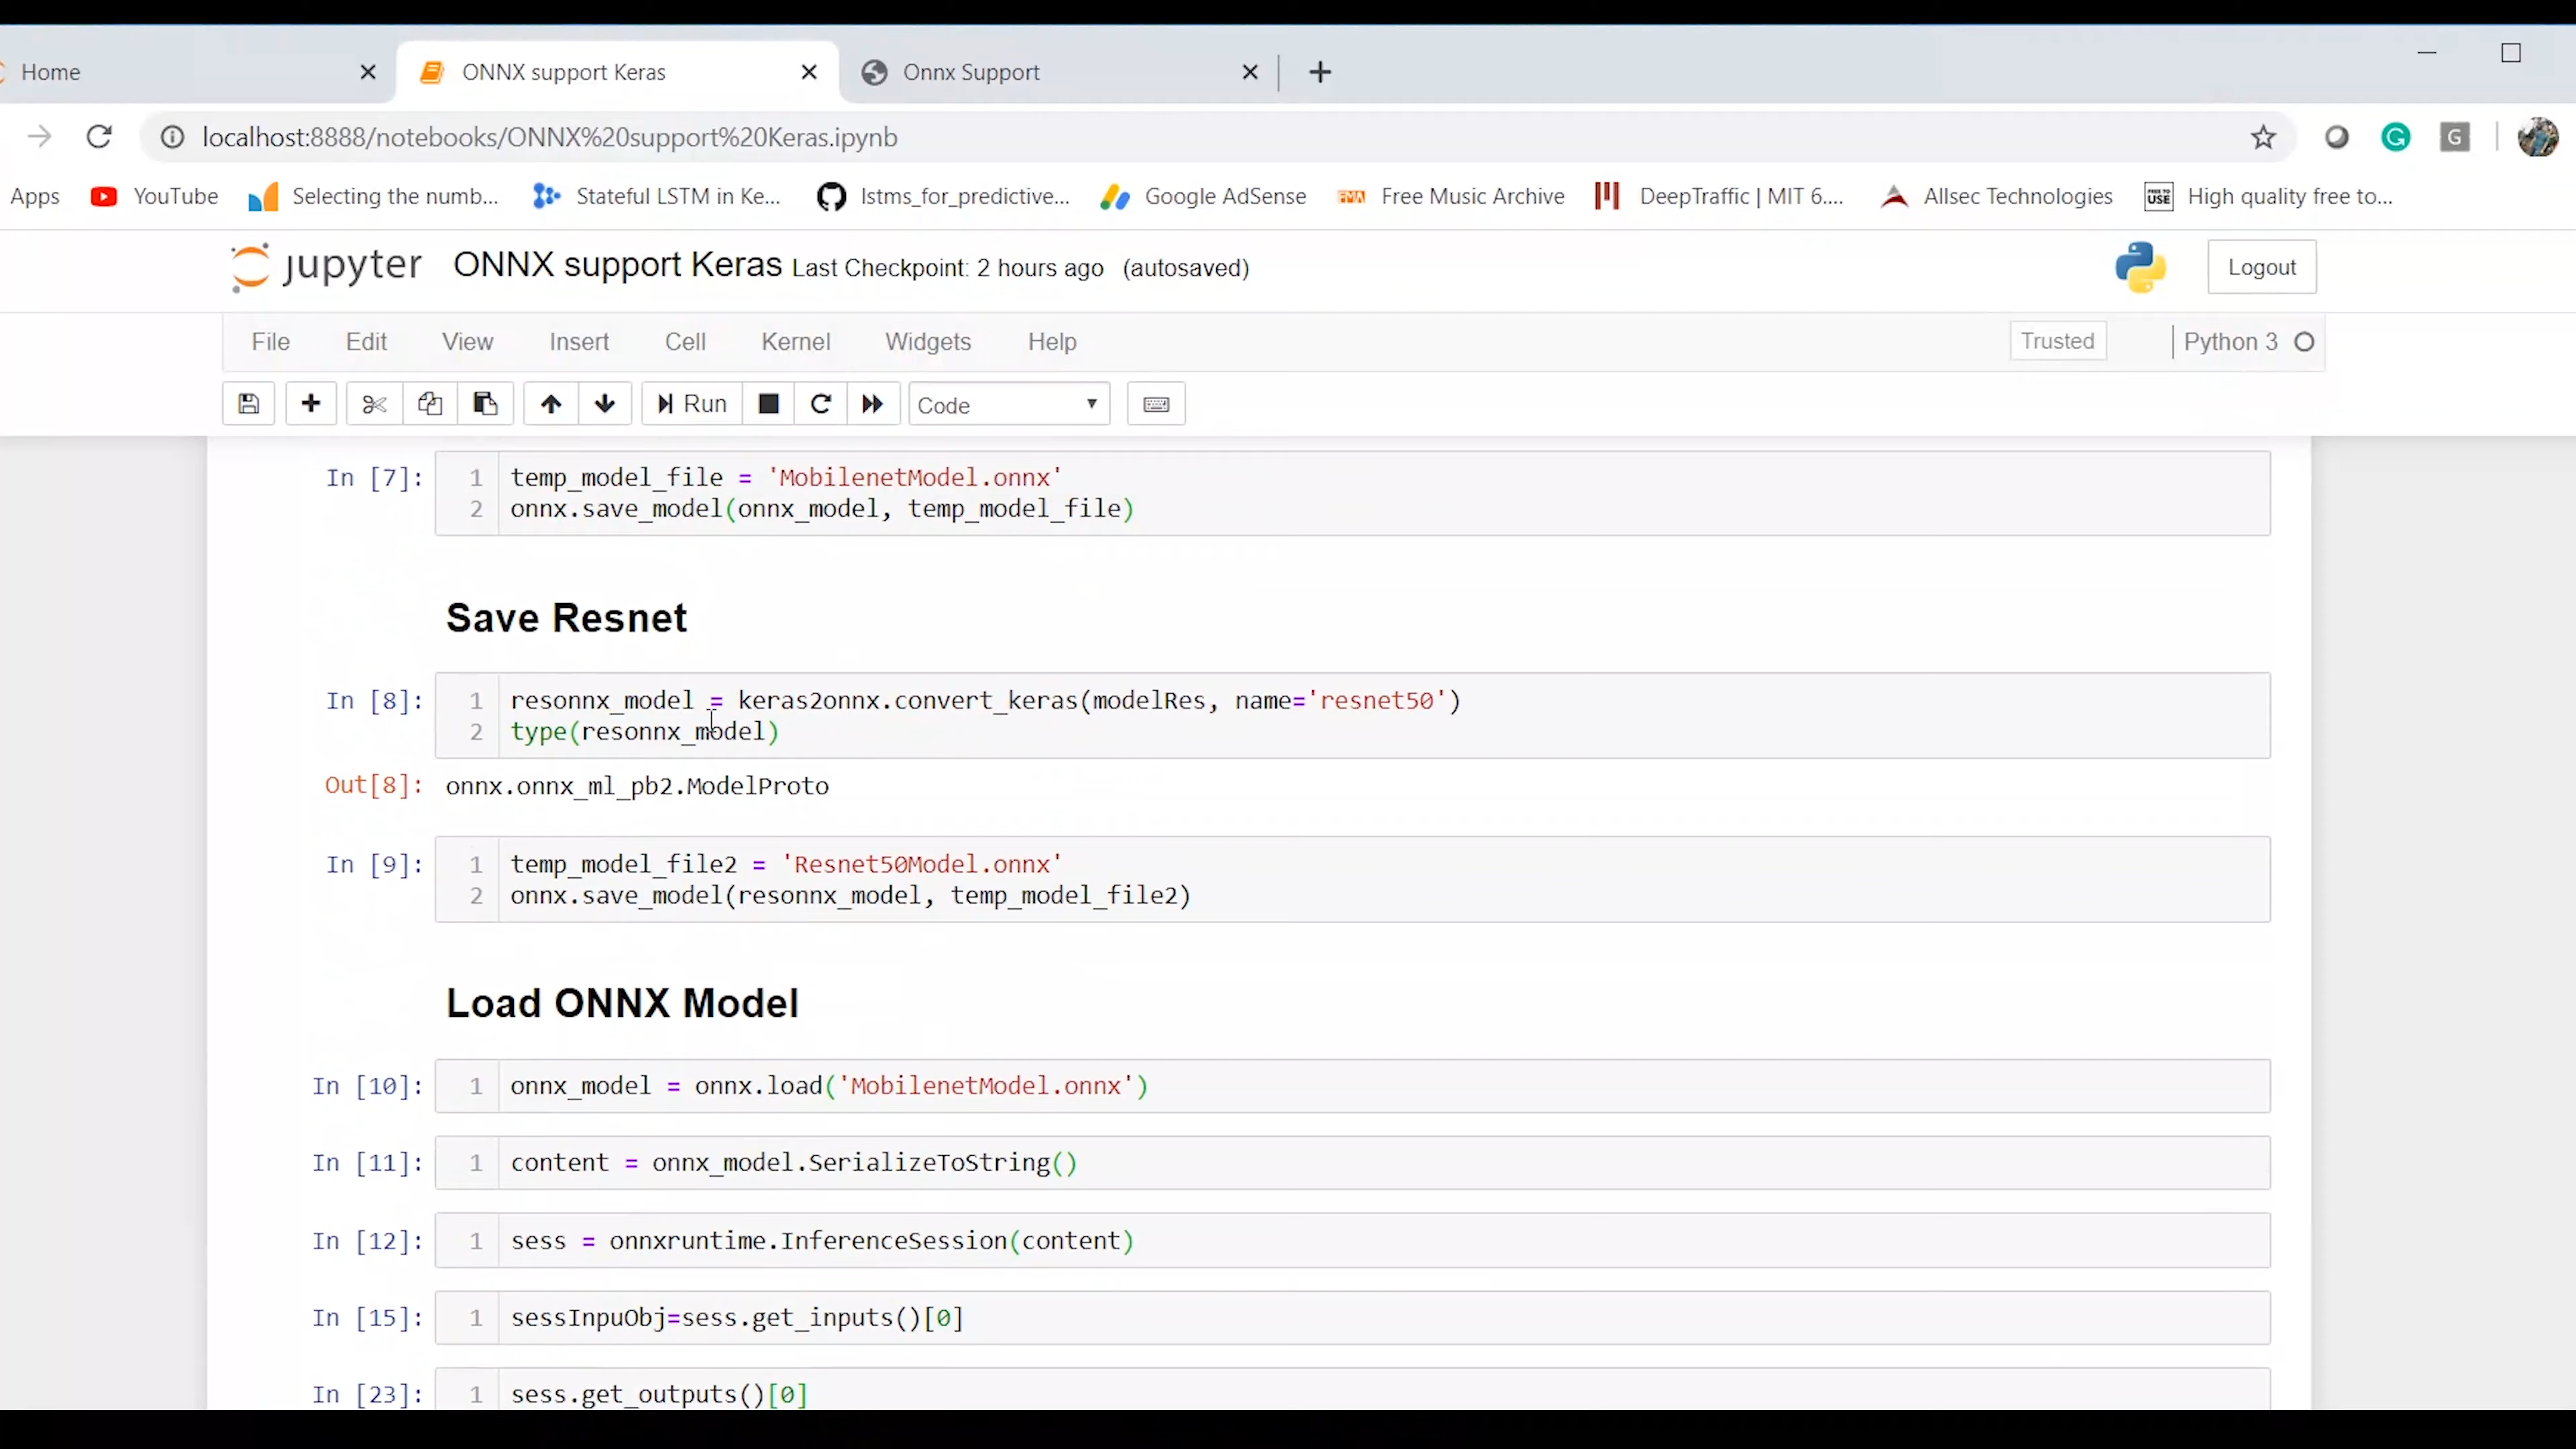 Home
ONNX support Keras
Onnx Support
localhost:8888/notebooks/ONNX%20support%20Keras.ipynb
G
G
Apps
YouTube
Selecting the numb...
Stateful LSTM in Ke...
lstms_for_predictive...
Google AdSense
FMA
Free Music Archive
DeepTraffic | MIT 6....
Allsec Technologies
FREE TO USE
High quality free to...
jupyter
ONNX support Keras Last Checkpoint: 2 hours ago (autosaved)
Logout
File Edit View Insert Cell Kernel Widgets Help
Trusted
Python 3
Run
Code
In [7]:
1 temp_model_file = 'MobilenetModel.onnx'
2 onnx.save_model(onnx_model, temp_model_file)
Save Resnet
In [8]:
1 resonnx_model = keras2onnx.convert_keras(modelRes, name='resnet50')
2 type(resonnx_model)
Out[8]: onnx.onnx_ml_pb2.ModelProto
In [9]:
1 temp_model_file2 = 'Resnet50Model.onnx'
2 onnx.save_model(resonnx_model, temp_model_file2)
Load ONNX Model
In [10]: 1 onnx_model = onnx.load('MobilenetModel.onnx')
In [11]: 1 content = onnx_model.SerializeToString()
In [12]: 1 sess = onnxruntime.InferenceSession(content)
In [15]: 1 sessInpuObj=sess.get_inputs()[0]
In [23]: 1 sess.get_outputs()[0]